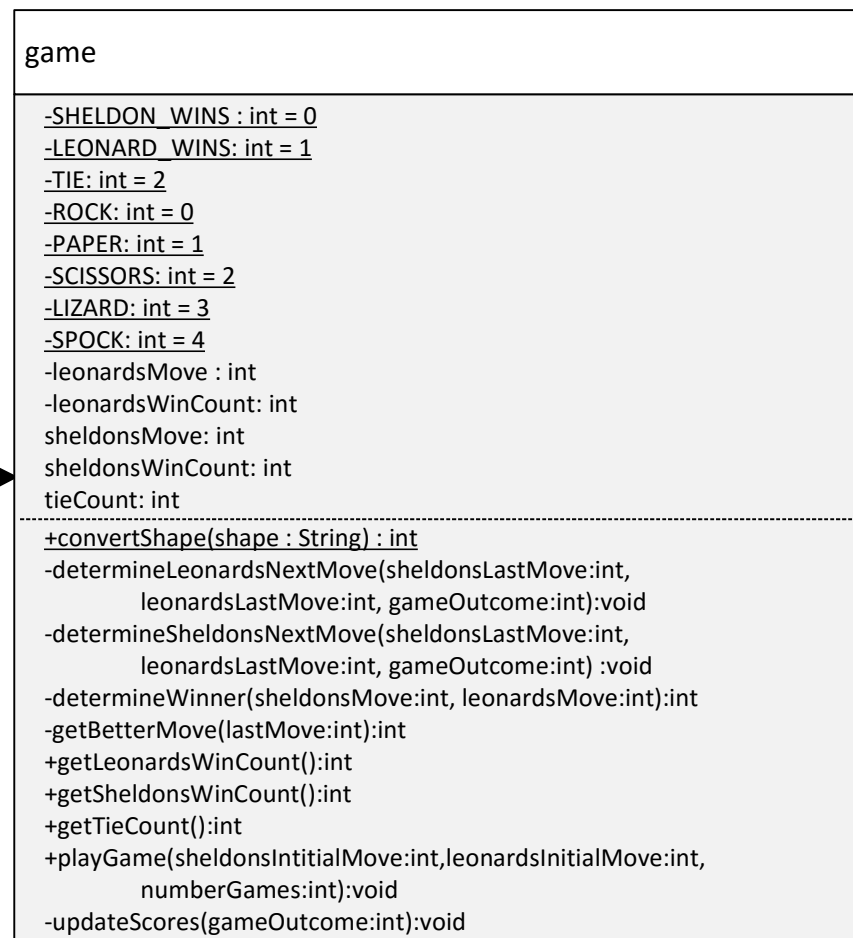 game
-SHELDON_WINS : int = 0
-LEONARD_WINS: int = 1
-TIE: int = 2
-ROCK: int = 0
-PAPER: int = 1
-SCISSORS: int = 2
-LIZARD: int = 3
-SPOCK: int = 4
-leonardsMove : int
-leonardsWinCount: int
sheldonsMove: int
sheldonsWinCount: int
tieCount: int
+convertShape(shape : String) : int
-determineLeonardsNextMove(sheldonsLastMove:int,
leonardsLastMove:int, gameOutcome:int):void
-determineSheldonsNextMove(sheldonsLastMove:int,
leonardsLastMove:int, gameOutcome:int) :void
-determineWinner(sheldonsMove:int, leonardsMove:int):int
-getBetterMove(lastMove:int):int
+getLeonardsWinCount():int
+getSheldonsWinCount():int
+getTieCount():int
+playGame(sheldonsIntitialMove:int,leonardsInitialMove:int,
numberGames:int):void
-updateScores(gameOutcome:int):void